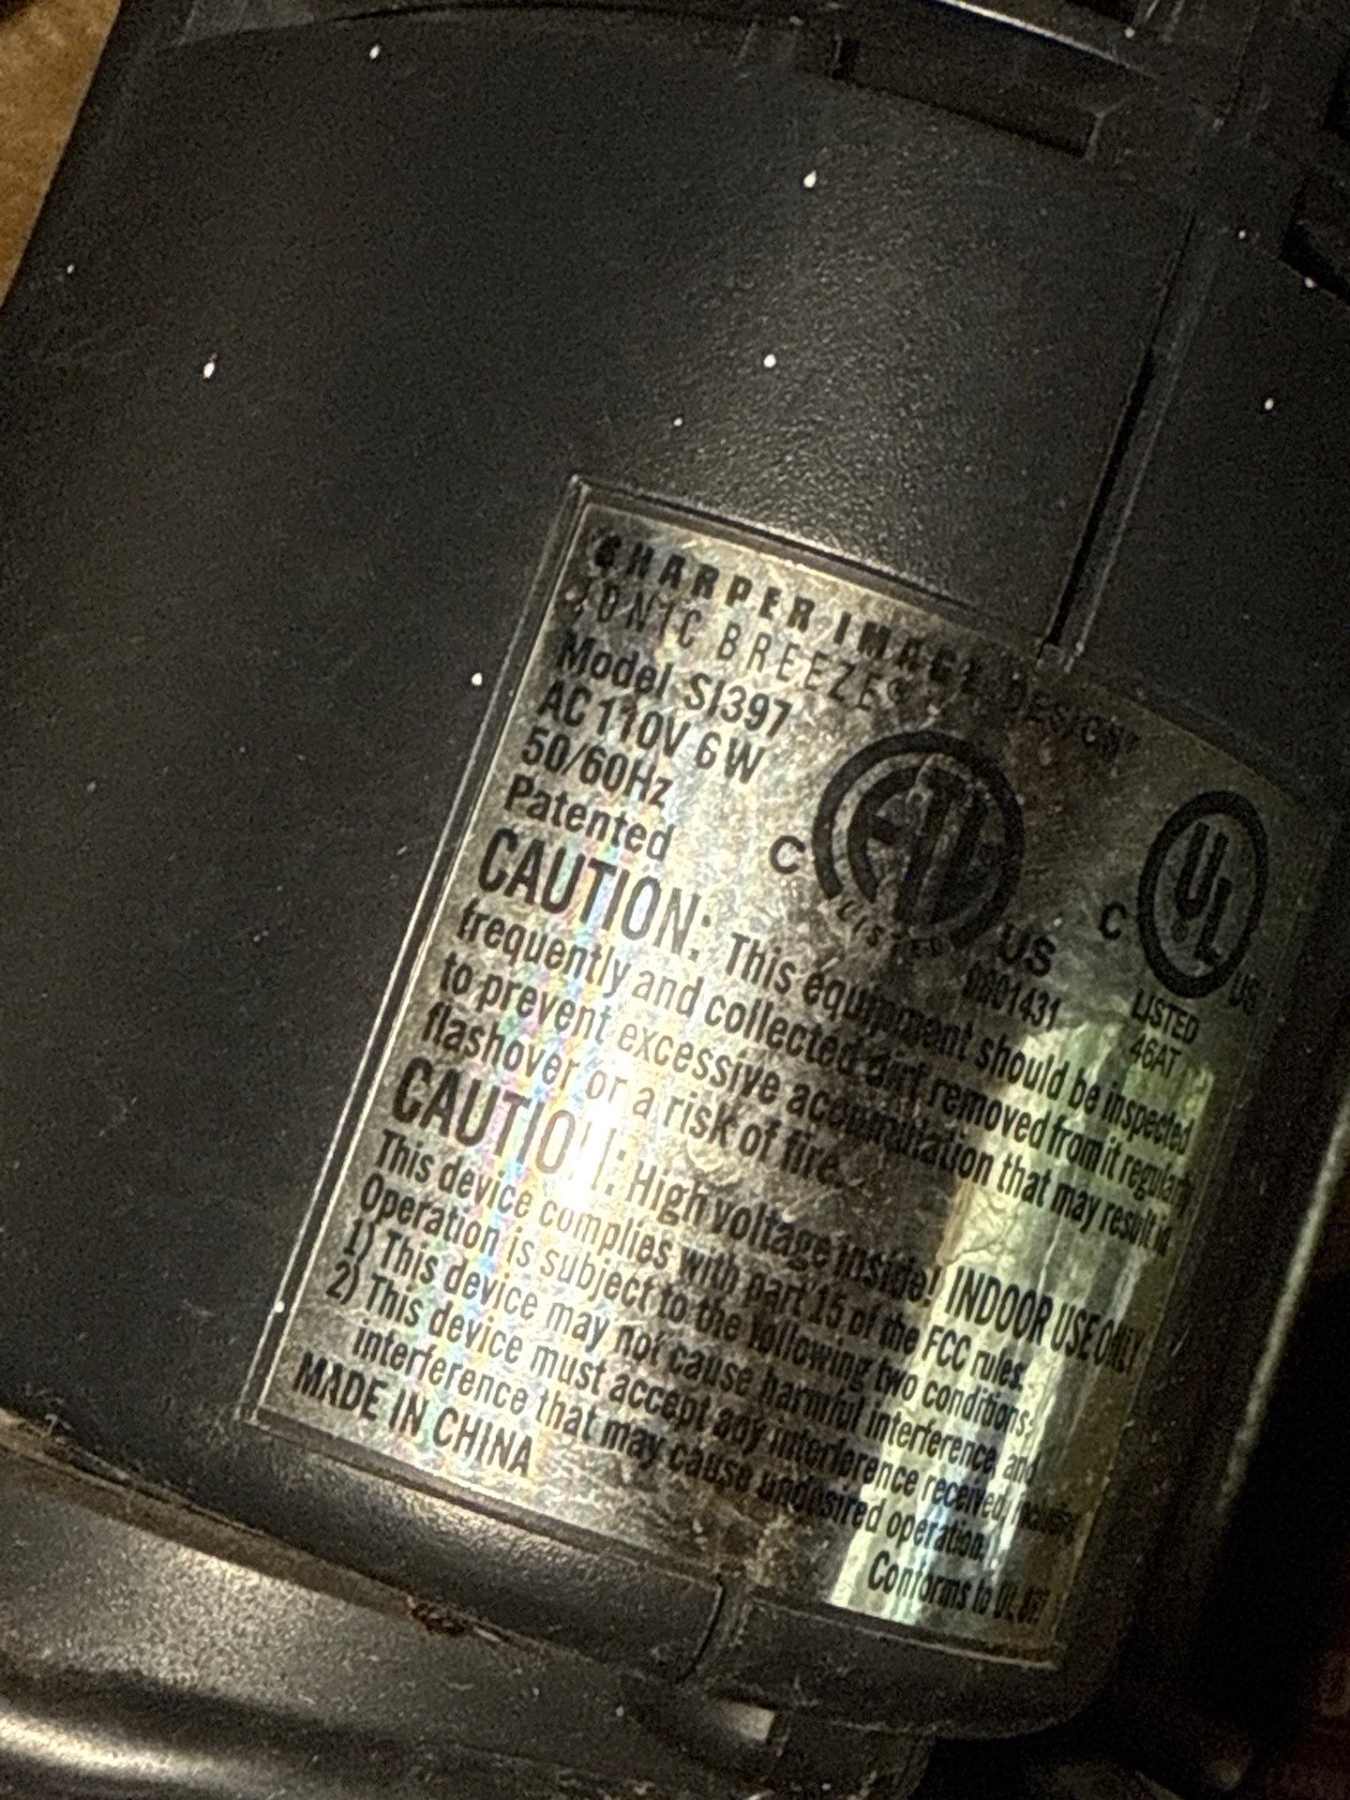 SHARPER IMAGE DESIGN
IONIC BREEZE®
Model SI397
AC 110V 6W
50/60Hz
Patented
C ETL US
LISTED
C UL US
LISTED
46AT
CAUTION: This equipment should be inspected
frequently and collected dirt removed from it regularly
to prevent excessive accumulation that may result in
flashover or a risk of fire.
CAUTION: High voltage inside! INDOOR USE ONLY
This device complies with part 15 of the FCC rules.
Operation is subject to the following two conditions:
1) This device may not cause harmful interference, and
2) This device must accept any interference received, including
interference that may cause undesired operation.
MADE IN CHINA
Conforms to UL 867